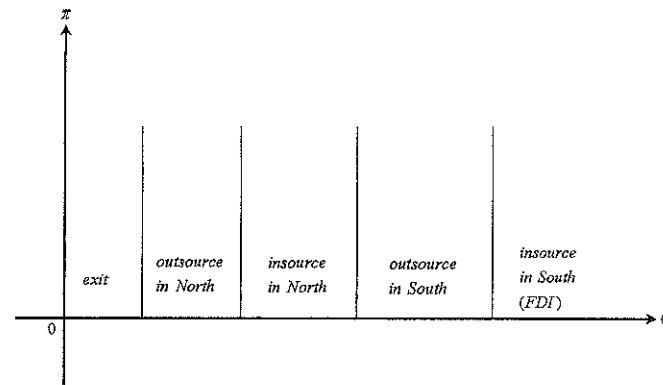 π
exit
outsource
in North
insource
in North
outsource
in South
insource
in South
(FDI)
0